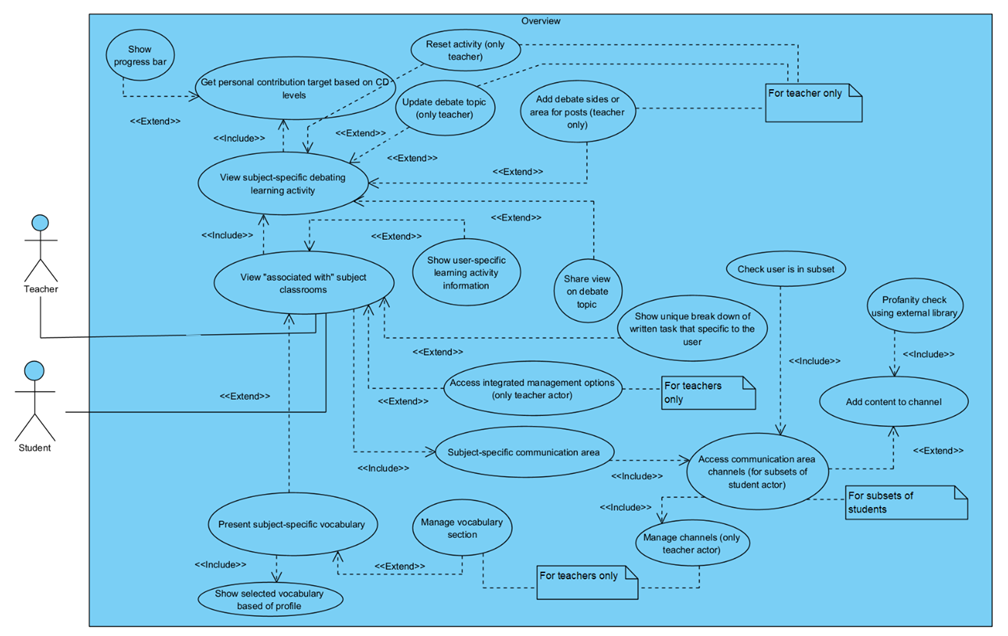 Overview
Show
progress bar
Reset activity (only
teacher)
Get personal contribution target based on CD
levels
Update debate topic
(only teacher)
Add debate sides or
area for posts (teacher
only)
For teacher only
<<Extend>>
<<Include>>
<<Extend>>
<<Extend>>
<<Extend>>
View subject-specific debating
learning activity
<<Extend>>
<<Include>>
<<Extend>>
Teacher
View "associated with" subject
classrooms
Show user-specific
learning activity
information
Share view
on debate
topic
Check user is in subset
Profanity check
using external library
Show unique break down of
written task that specific to the
user
<<Extend>>
<<Include>>
<<Include>>
Access integrated management options
(only teacher actor)
For teachers
only
<<Extend>>
<<Extend>>
Add content to channel
Student
Subject-specific communication area
<<Include>>
<<Include>>
Access communication area
channels (for subsets of
student actor)
<<Extend>>
For subsets of
students
<<Include>>
Present subject-specific vocabulary
Manage vocabulary
section
Manage channels (only
teacher actor)
<<Include>>
<<Extend>>
For teachers only
Show selected vocabulary
based of profile